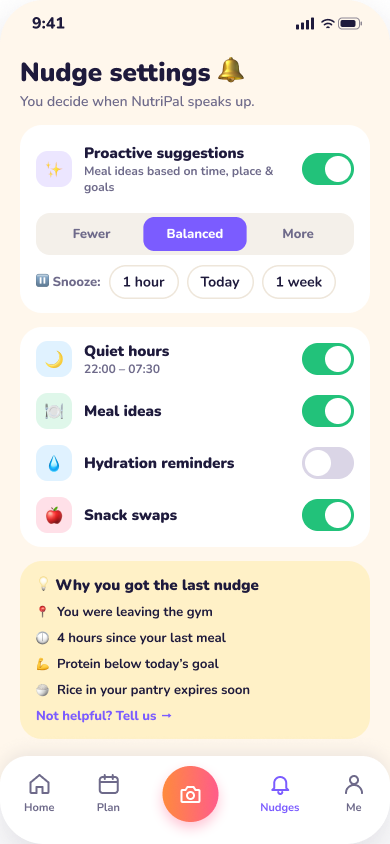 9:41
Nudge settings 🔔
You decide when NutriPal speaks up.
Proactive suggestions
Meal ideas based on time, place &
goals
Fewer
Balanced
More
Snooze:
1 hour
Today
1 week
Quiet hours
22:00 – 07:30
Meal ideas
Hydration reminders
Snack swaps
Why you got the last nudge
You were leaving the gym
4 hours since your last meal
Protein below today's goal
Rice in your pantry expires soon
Not helpful? Tell us →
Home
Plan
Nudges
Me